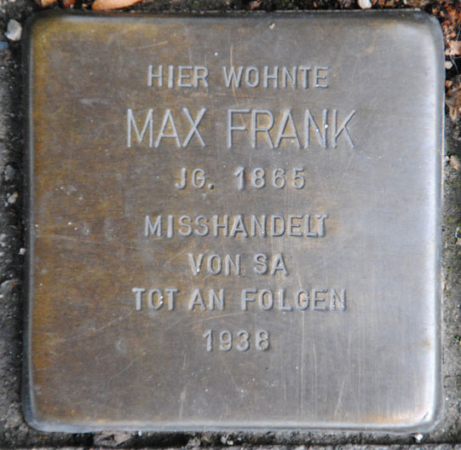 HIER WOHNTE
MAX FRANK
JG. 1865
MISSHANDELT
VON SA
TOT AN FOLGEN
1938